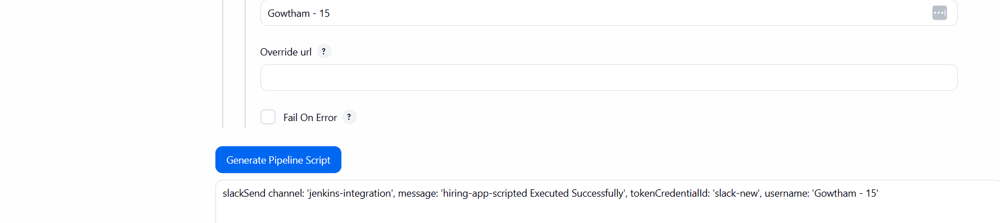 Gowtham - 15
Override url ?
Fail On Error ?
Generate Pipeline Script
slackSend channel: 'jenkins-integration', message: 'hiring-app-scripted Executed Successfully', tokenCredentialId: 'slack-new', username: 'Gowtham - 15'